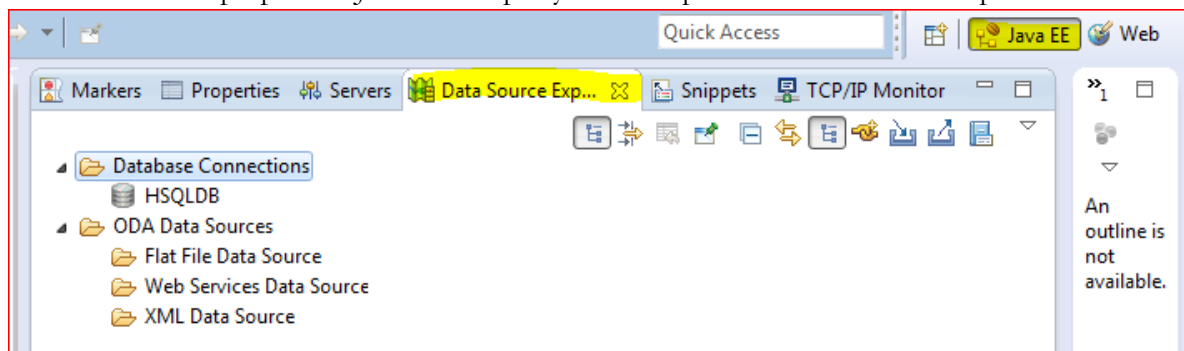 Quick Access
Java EE
Web
Markers Properties Servers Data Source Exp... Snippets TCP/IP Monitor
»1
Database Connections
HSQLDB
ODA Data Sources
Flat File Data Source
Web Services Data Source
XML Data Source
An
outline is
not
available.